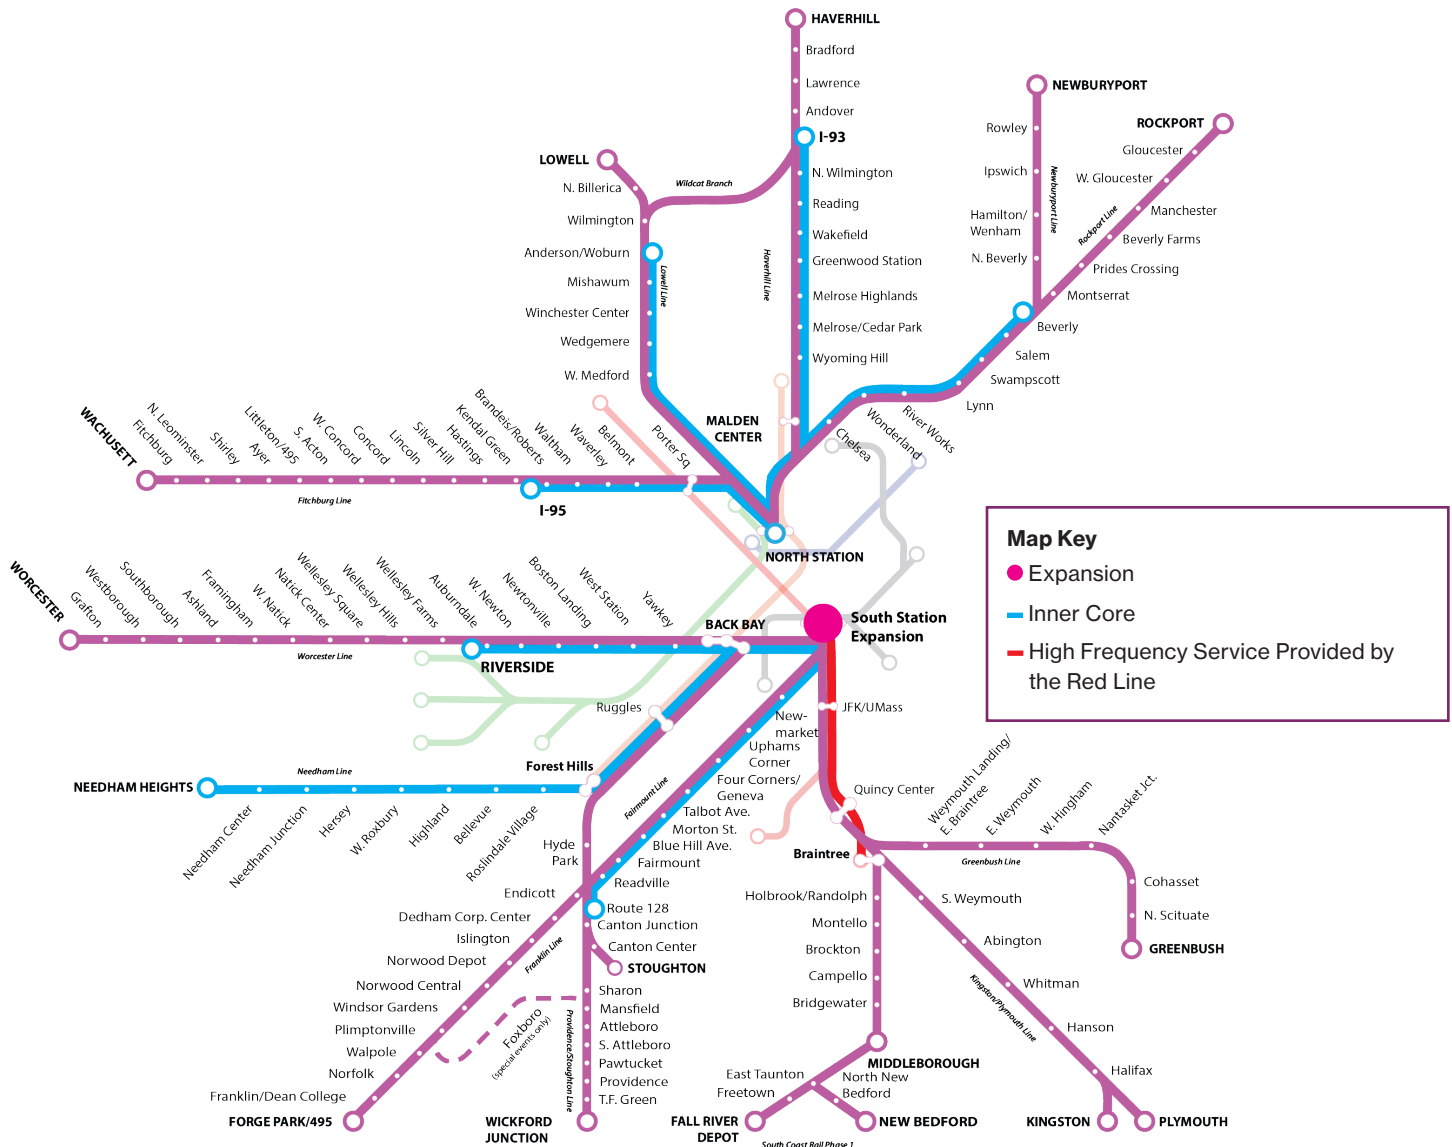 HAVERHILL
Bradford
Lawrence
Andover
I-93
N. Wilmington
Reading
Wakefield
Greenwood Station
Melrose Highlands
Melrose/Cedar Park
Wyoming Hill
Haverhill Line
MALDEN
CENTER
NEWBURYPORT
Rowley
Ipswich
Hamilton/
Wenham
N. Beverly
Newburyport Line
ROCKPORT
Gloucester
W. Gloucester
Manchester
Beverly Farms
Prides Crossing
Montserrat
Rockport Line
Beverly
Salem
Swampscott
Lynn
River Works
Wonderland
Chelsea
LOWELL
N. Billerica
Wilmington
Wildcat Branch
Anderson/Woburn
Mishawum
Winchester Center
Wedgemere
W. Medford
Lowell Line
WACHUSETT
Fitchburg
N. Leominster
Shirley
Ayer
Littleton/495
S. Acton
W. Concord
Concord
Lincoln
Silver Hill
Hastings
Kendal Green
Brandeis/Roberts
Waltham
Waverley
Belmont
Porter Sq
Fitchburg Line
I-95
NORTH STATION
WORCESTER
Grafton
Westborough
Southborough
Ashland
Framingham
W. Natick
Natick Center
Wellesley Square
Wellesley Hills
Wellesley Farms
Auburndale
W. Newton
Newtonville
Boston Landing
West Station
Yawkey
Worcester Line
RIVERSIDE
BACK BAY
South Station
Expansion
Map Key
Expansion
Inner Core
High Frequency Service Provided by
the Red Line
Ruggles
Forest Hills
NEEDHAM HEIGHTS
Needham Line
Needham Center
Needham Junction
Hersey
W. Roxbury
Highland
Bellevue
Roslindale Village
New-
market
Uphams
Corner
Four Corners/
Geneva
Talbot Ave.
Morton St.
Blue Hill Ave.
Fairmount
Readville
Fairmount Line
Hyde
Park
Route 128
Canton Junction
Canton Center
STOUGHTON
Sharon
Mansfield
Attleboro
S. Attleboro
Pawtucket
Providence
T.F. Green
Providence/Stoughton Line
WICKFORD
JUNCTION
Endicott
Dedham Corp. Center
Islington
Norwood Depot
Norwood Central
Windsor Gardens
Plimptonville
Walpole
Norfolk
Franklin/Dean College
FORGE PARK/495
Franklin Line
Foxboro
(special events only)
JFK/UMass
Quincy Center
Braintree
Weymouth Landing/
E. Braintree
E. Weymouth
W. Hingham
Nantasket Jct.
Greenbush Line
Cohasset
N. Scituate
GREENBUSH
Holbrook/Randolph
Montello
Brockton
Campello
Bridgewater
MIDDLEBOROUGH
S. Weymouth
Abington
Whitman
Hanson
Halifax
Kingston/Plymouth Line
KINGSTON
PLYMOUTH
East Taunton
Freetown
North New
Bedford
FALL RIVER
DEPOT
NEW BEDFORD
South Coast Rail Phase 1